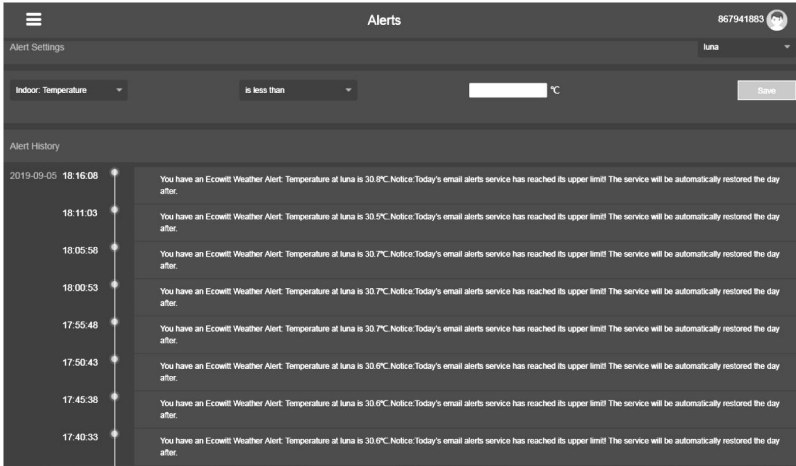 Alerts
867941883
Alert Settings
luna
Indoor: Temperature
is less than
℃
Save
Alert History
2019-09-05 18:16:08
You have an Ecowitt Weather Alert: Temperature at luna is 30.8℃.Notice:Today's email alerts service has reached its upper limit! The service will be automatically restored the day
after.
18:11:03
You have an Ecowitt Weather Alert: Temperature at luna is 30.5℃.Notice:Today's email alerts service has reached its upper limit! The service will be automatically restored the day
after.
18:05:58
You have an Ecowitt Weather Alert: Temperature at luna is 30.7℃.Notice:Today's email alerts service has reached its upper limit! The service will be automatically restored the day
after.
18:00:53
You have an Ecowitt Weather Alert: Temperature at luna is 30.7℃.Notice:Today's email alerts service has reached its upper limit! The service will be automatically restored the day
after.
17:55:48
You have an Ecowitt Weather Alert: Temperature at luna is 30.7℃.Notice:Today's email alerts service has reached its upper limit! The service will be automatically restored the day
after.
17:50:43
You have an Ecowitt Weather Alert: Temperature at luna is 30.6℃.Notice:Today's email alerts service has reached its upper limit! The service will be automatically restored the day
after.
17:45:38
You have an Ecowitt Weather Alert: Temperature at luna is 30.6℃.Notice:Today's email alerts service has reached its upper limit! The service will be automatically restored the day
after.
17:40:33
You have an Ecowitt Weather Alert: Temperature at luna is 30.6℃.Notice:Today's email alerts service has reached its upper limit! The service will be automatically restored the day
after.